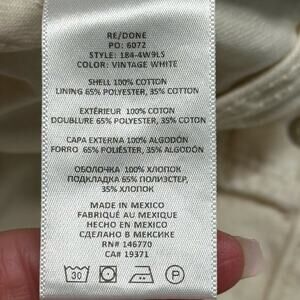 RE/DONE
PO: 6072
STYLE: 184-4W9LS
COLOR: VINTAGE WHITE
SHELL 100% COTTON
LINING 65% POLYESTER, 35% COTTON
EXTÉRIEUR 100% COTTON
DOUBLURE 65% POLYESTER, 35% COTTON
CAPA EXTERNA 100% ALGODÓN
FORRO 65% POLIÉSTER, 35% ALGODÓN
ОБОЛОЧКА 100% ХЛОПОК
ПОДКЛАДКА 65% ПОЛИЭСТЕР,
35% ХЛОПОК
MADE IN MEXICO
FABRIQUÉ AU MEXIQUE
HECHO EN MEXICO
СДЕЛАНО В МЕКСИКЕ
RN# 146770
CA# 19371
30 P